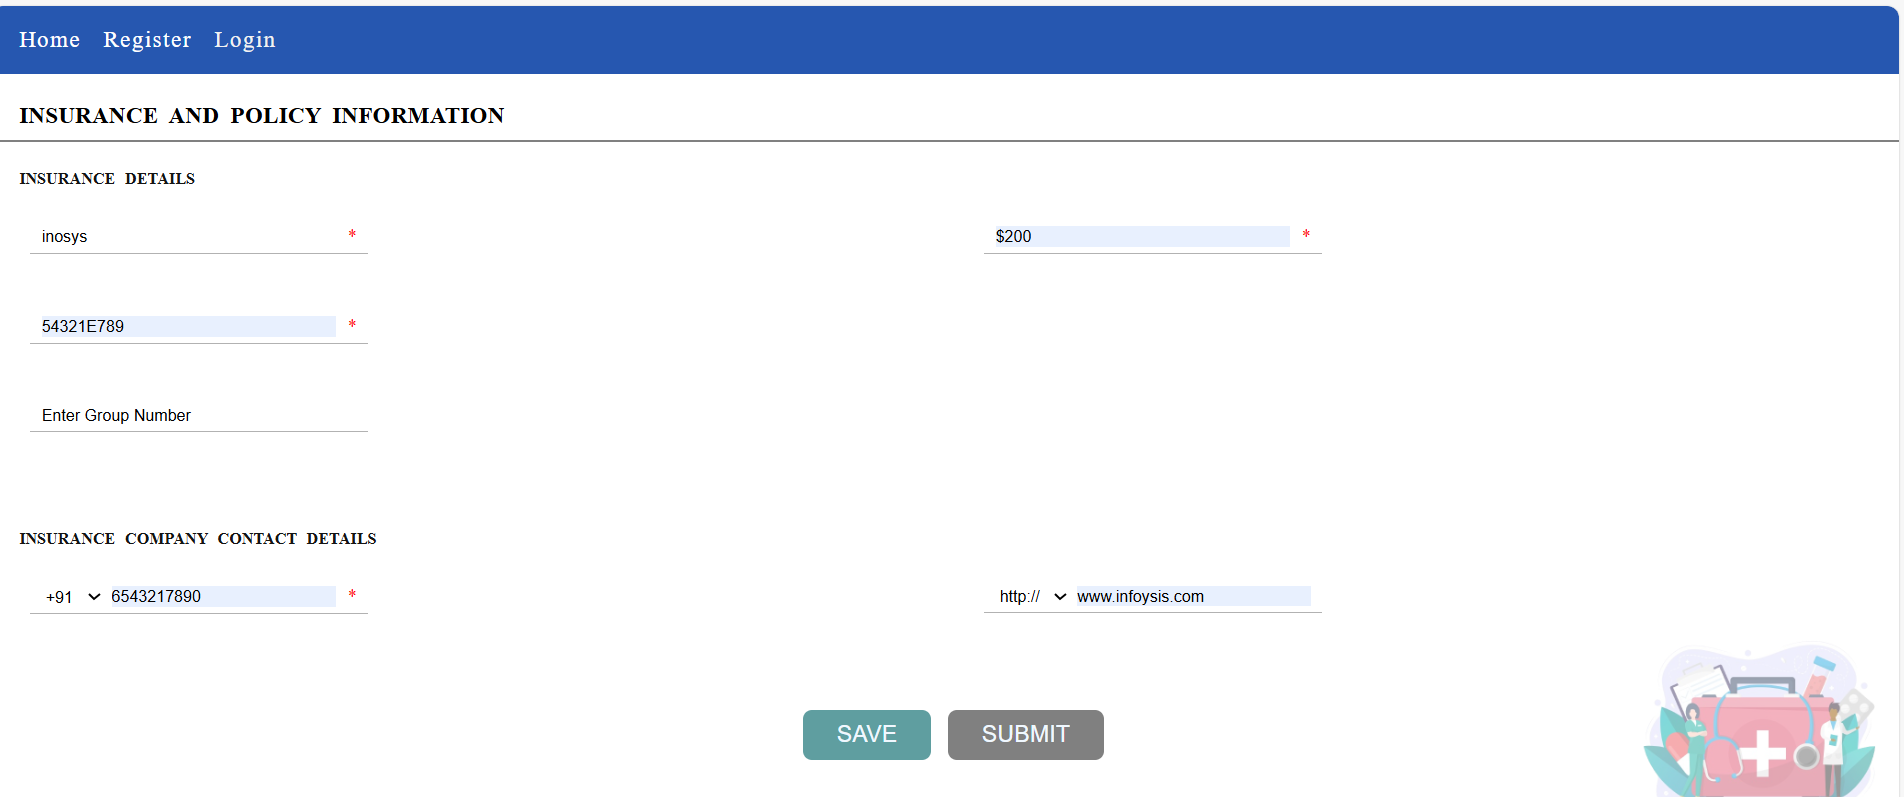 Home Register Login
INSURANCE AND POLICY INFORMATION
INSURANCE DETAILS
inosys * $200 *
54321E789 *
Enter Group Number
INSURANCE COMPANY CONTACT DETAILS
+91 6543217890 * http:// www.infoysis.com
SAVE SUBMIT